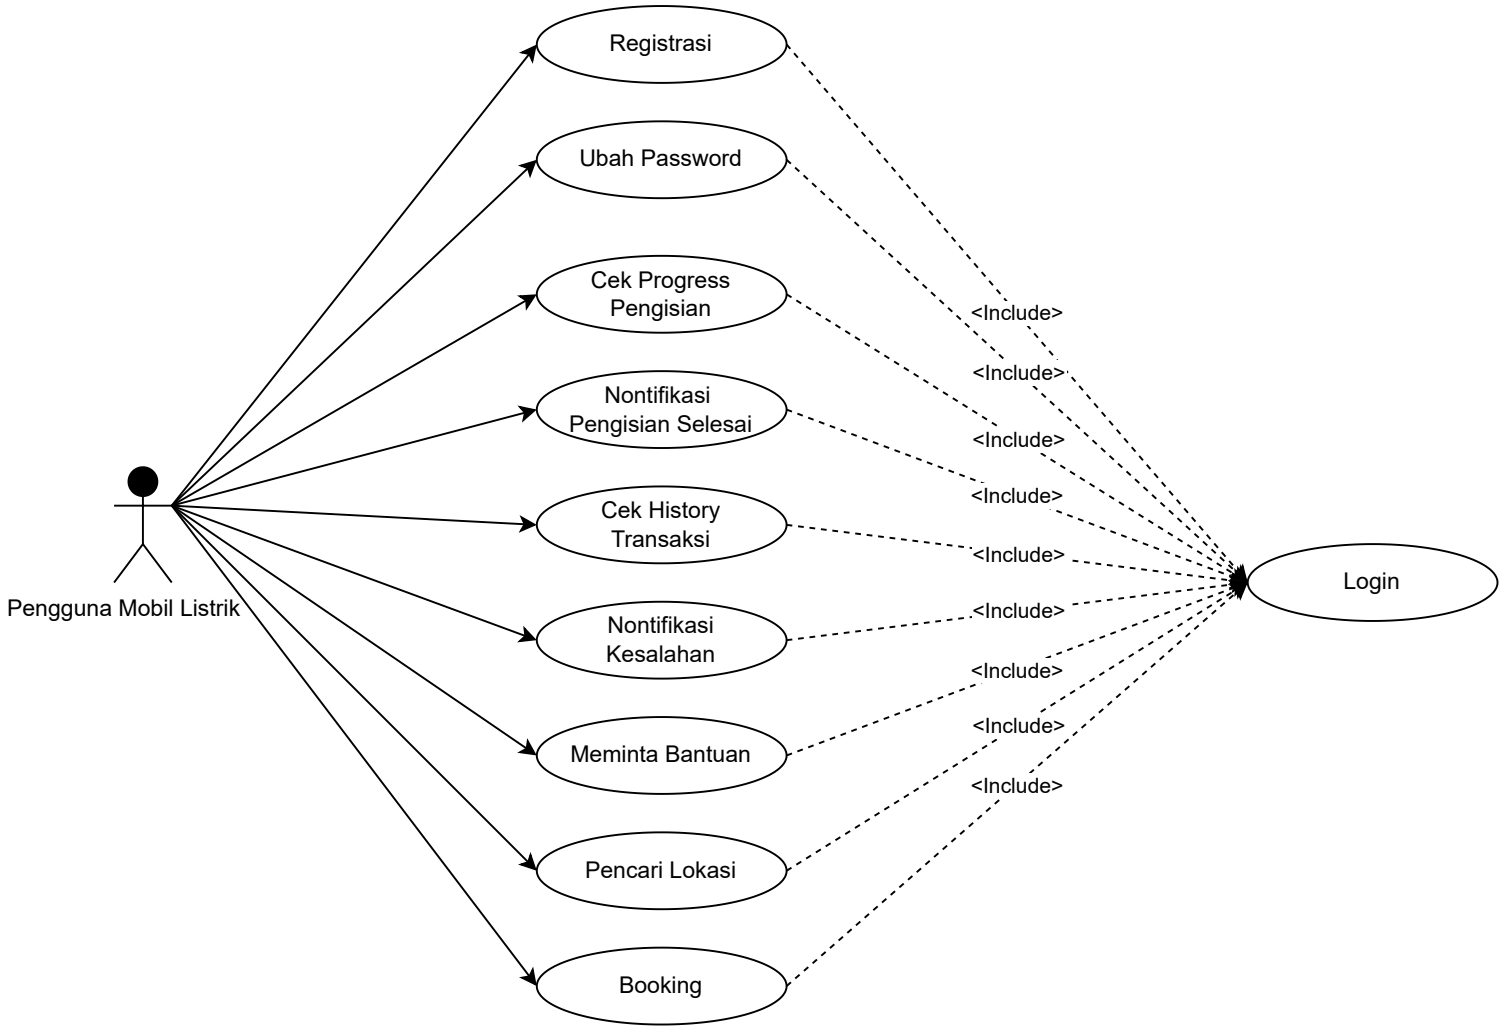 Registrasi
Ubah Password
Cek Progress
Pengisian
<Include>
<Include>
Nontifikasi
Pengisian Selesai
<Include>
<Include>
Cek History
Transaksi
<Include>
Login
Pengguna Mobil Listrik
Nontifikasi
Kesalahan
<Include>
<Include>
Meminta Bantuan
<Include>
<Include>
Pencari Lokasi
Booking